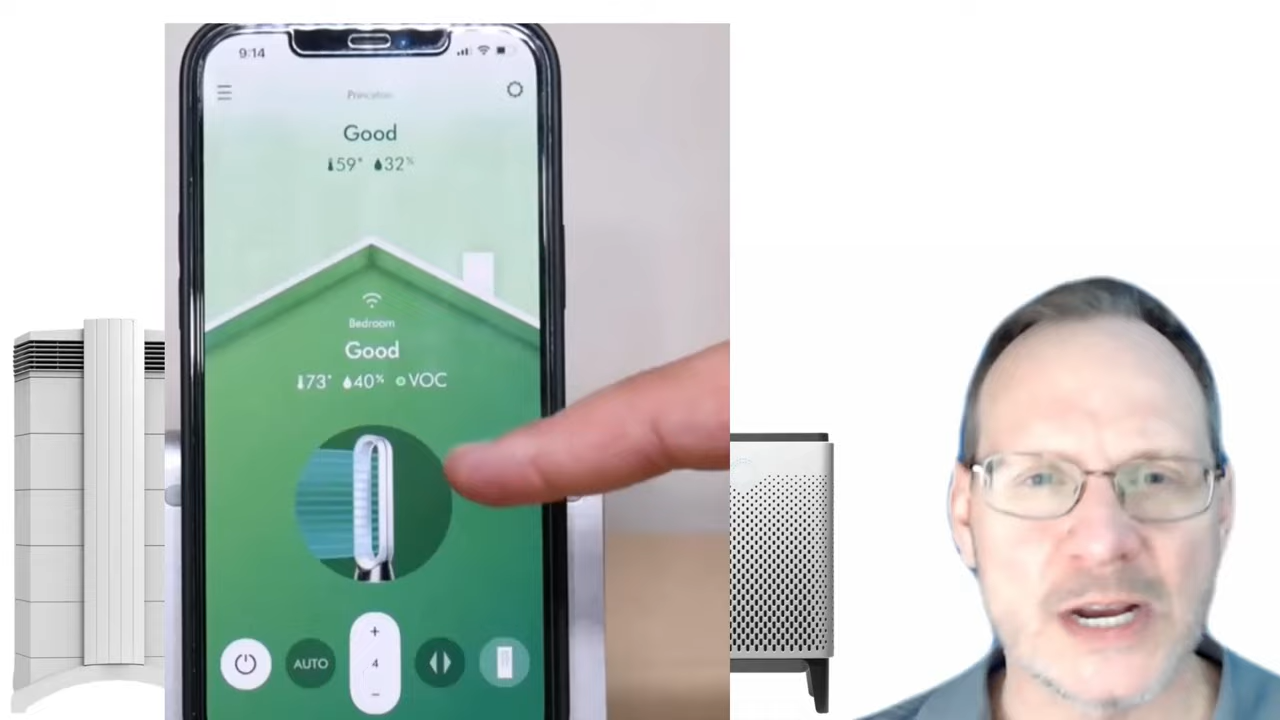 9:14
Princeton
Good
59° 32%
Bedroom
Good
73° 40% VOC
+
AUTO 4
−